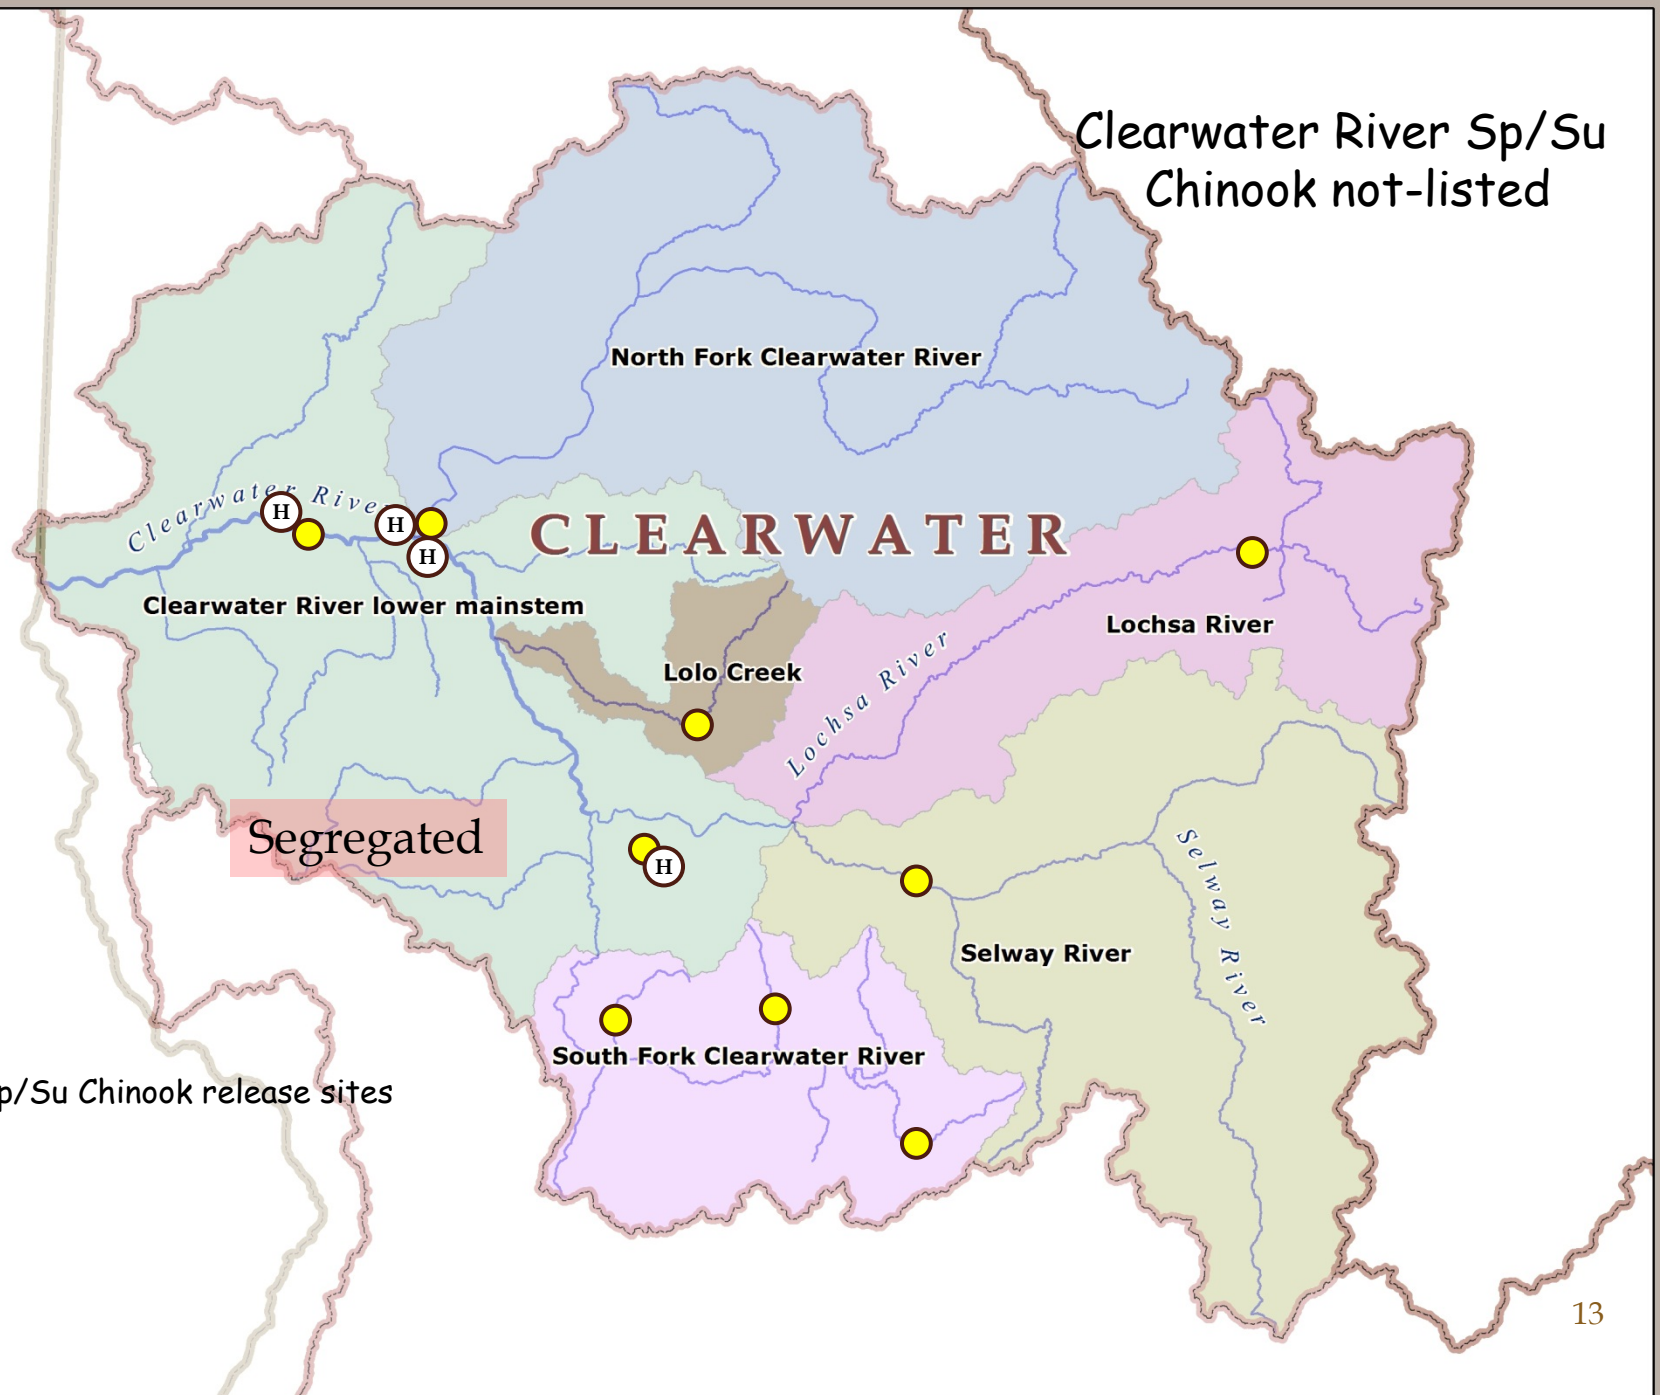 Clearwater River Sp/Su
Chinook not-listed
North Fork Clearwater River
Clearwater River
H
H
H
CLEARWATER
Clearwater River lower mainstem
Lochsa River
Lolo Creek
Lochsa River
Segregated
H
Selway River
Selway River
South Fork Clearwater River
p/Su Chinook release sites
13